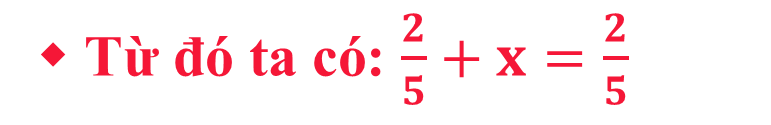 ◆ Từ đó ta có: 2/5 + x = 2/5